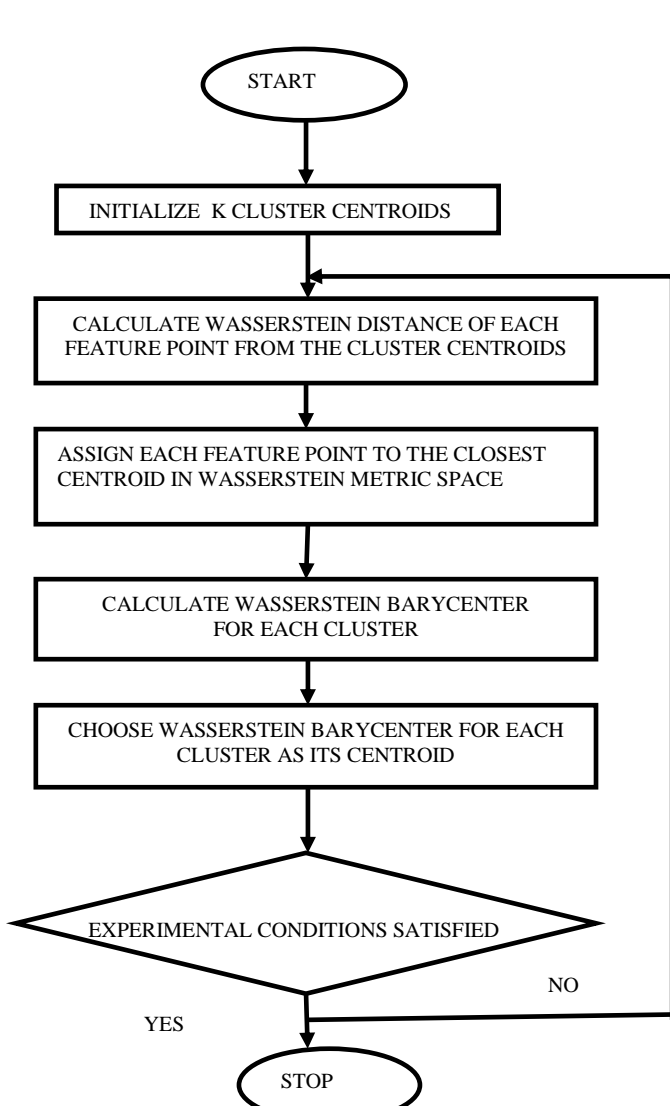 START
INITIALIZE K CLUSTER CENTROIDS
CALCULATE WASSERSTEIN DISTANCE OF EACH
FEATURE POINT FROM THE CLUSTER CENTROIDS
ASSIGN EACH FEATURE POINT TO THE CLOSEST
CENTROID IN WASSERSTEIN METRIC SPACE
CALCULATE WASSERSTEIN BARYCENTER
FOR EACH CLUSTER
CHOOSE WASSERSTEIN BARYCENTER FOR EACH
CLUSTER AS ITS CENTROID
EXPERIMENTAL CONDITIONS SATISFIED
NO
YES
STOP